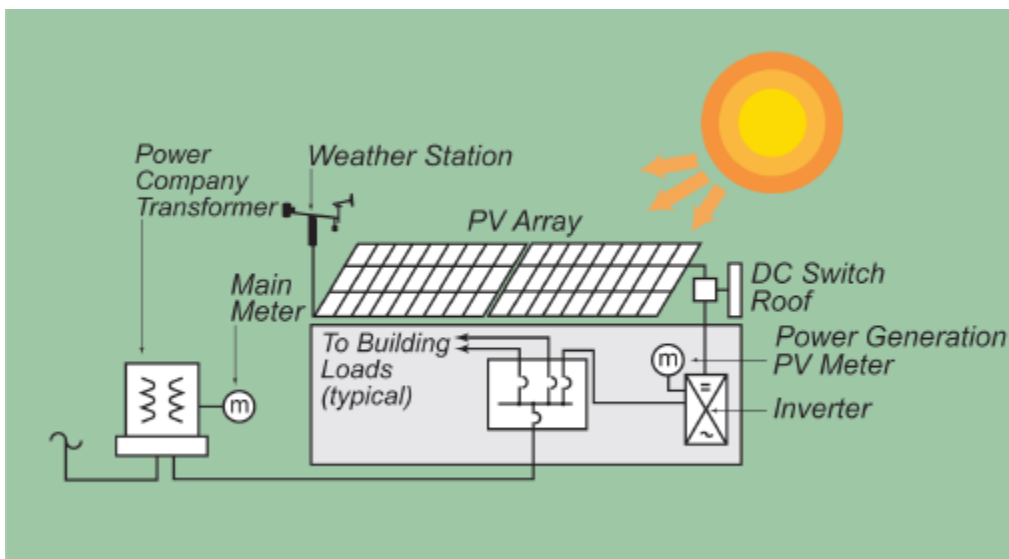 Power
Company
Transformer
Weather Station
PV Array
Main
Meter
DC Switch
Roof
To Building
Loads
(typical)
m
Power Generation
PV Meter
m
=
Inverter
~